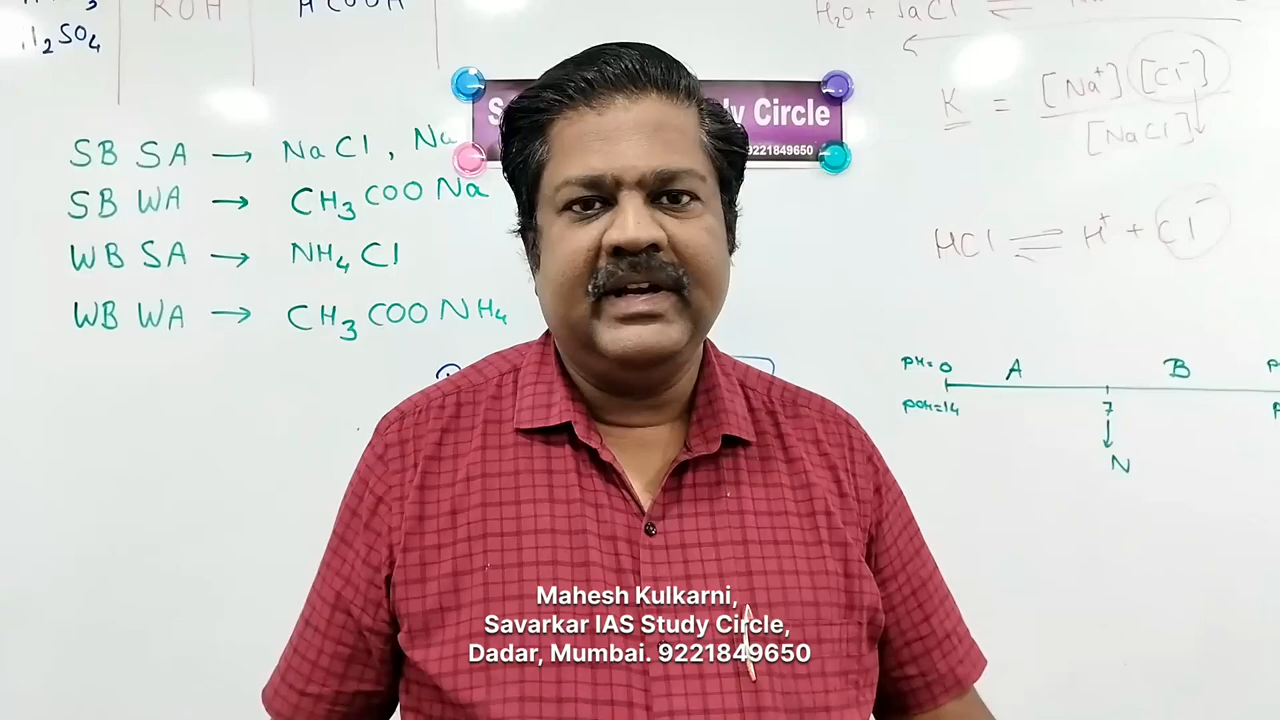 KOH
HCOOH
H₂SO₄
SB SA → NaCl, Na
SB WA → CH₃COONa
WB SA → NH₄Cl
WB WA → CH₃COONH₄
Circle
9221849650
H₂O +
K = [Na⁺] [Cl⁻]
[NaCl]
HCl ⇌ H⁺ + Cl⁻
pH=0 A B
pOH=14 7
N
Mahesh Kulkarni,
Savarkar IAS Study Circle,
Dadar, Mumbai. 9221849650